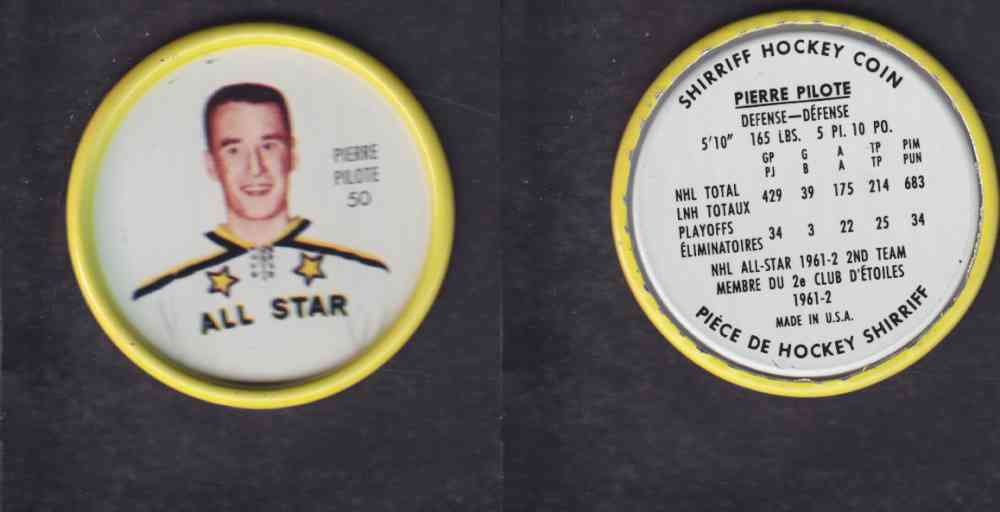 PIERRE
PILOTE
50
ALL STAR
SHIRRIFF HOCKEY COIN
PIERRE PILOTE
DEFENSE—DÉFENSE
5'10" 165 LBS. 5 PI. 10 PO.
GP G A TP PIM
PJ B A TP PUN
NHL TOTAL
LNH TOTAUX 429 39 175 214 683
PLAYOFFS
ÉLIMINATOIRES 34 3 22 25 34
NHL ALL-STAR 1961-2 2ND TEAM
MEMBRE DU 2e CLUB D'ÉTOILES
1961-2
MADE IN U.S.A.
PIÈCE DE HOCKEY SHIRRIFF